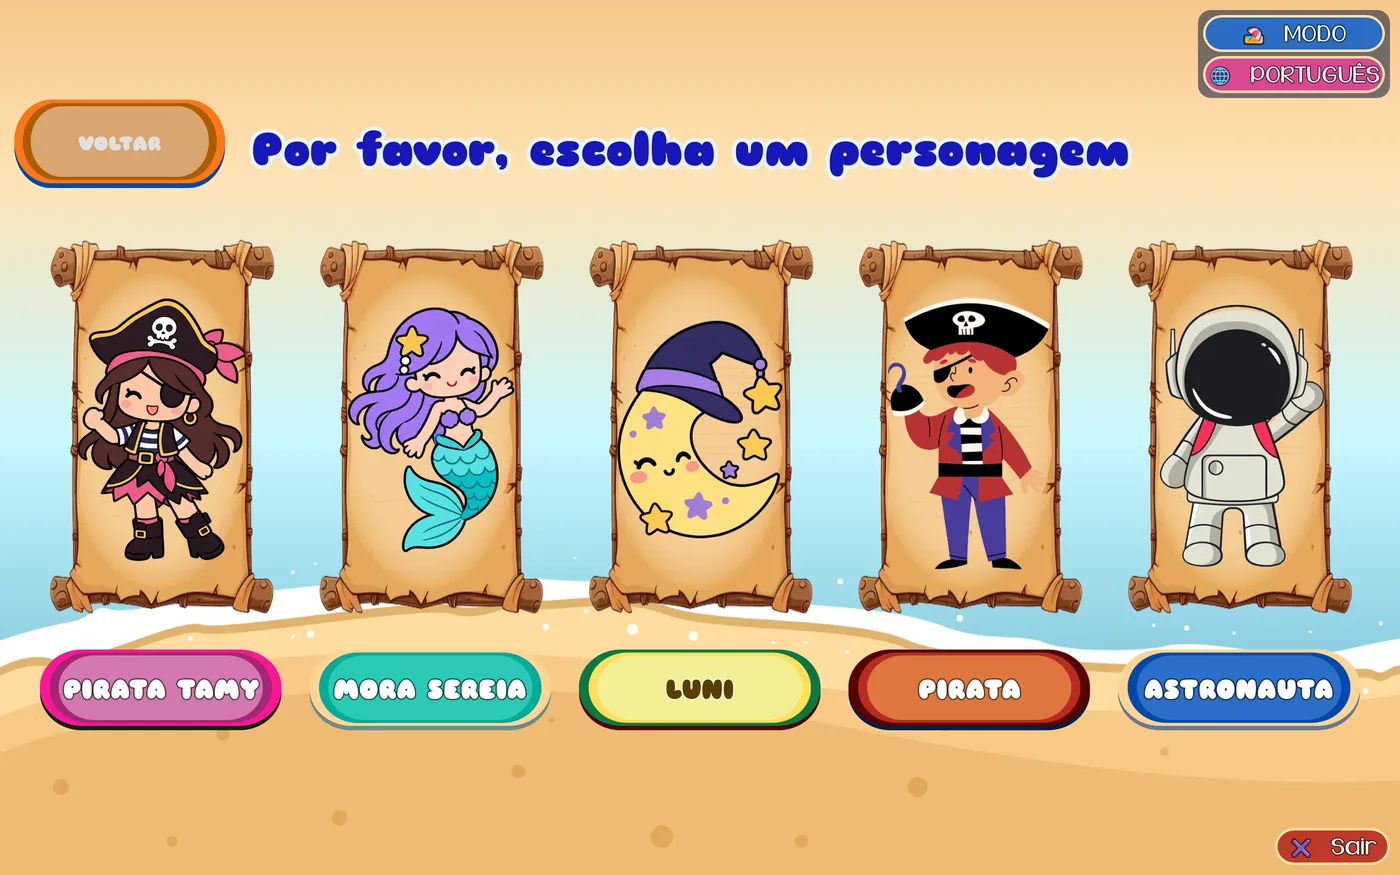 MODO
PORTUGUÊS
VOLTAR
Por favor, escolha um personagem
PIRATA TAMY
MORA SEREIA
LUNI
PIRATA
ASTRONAUTA
Sair